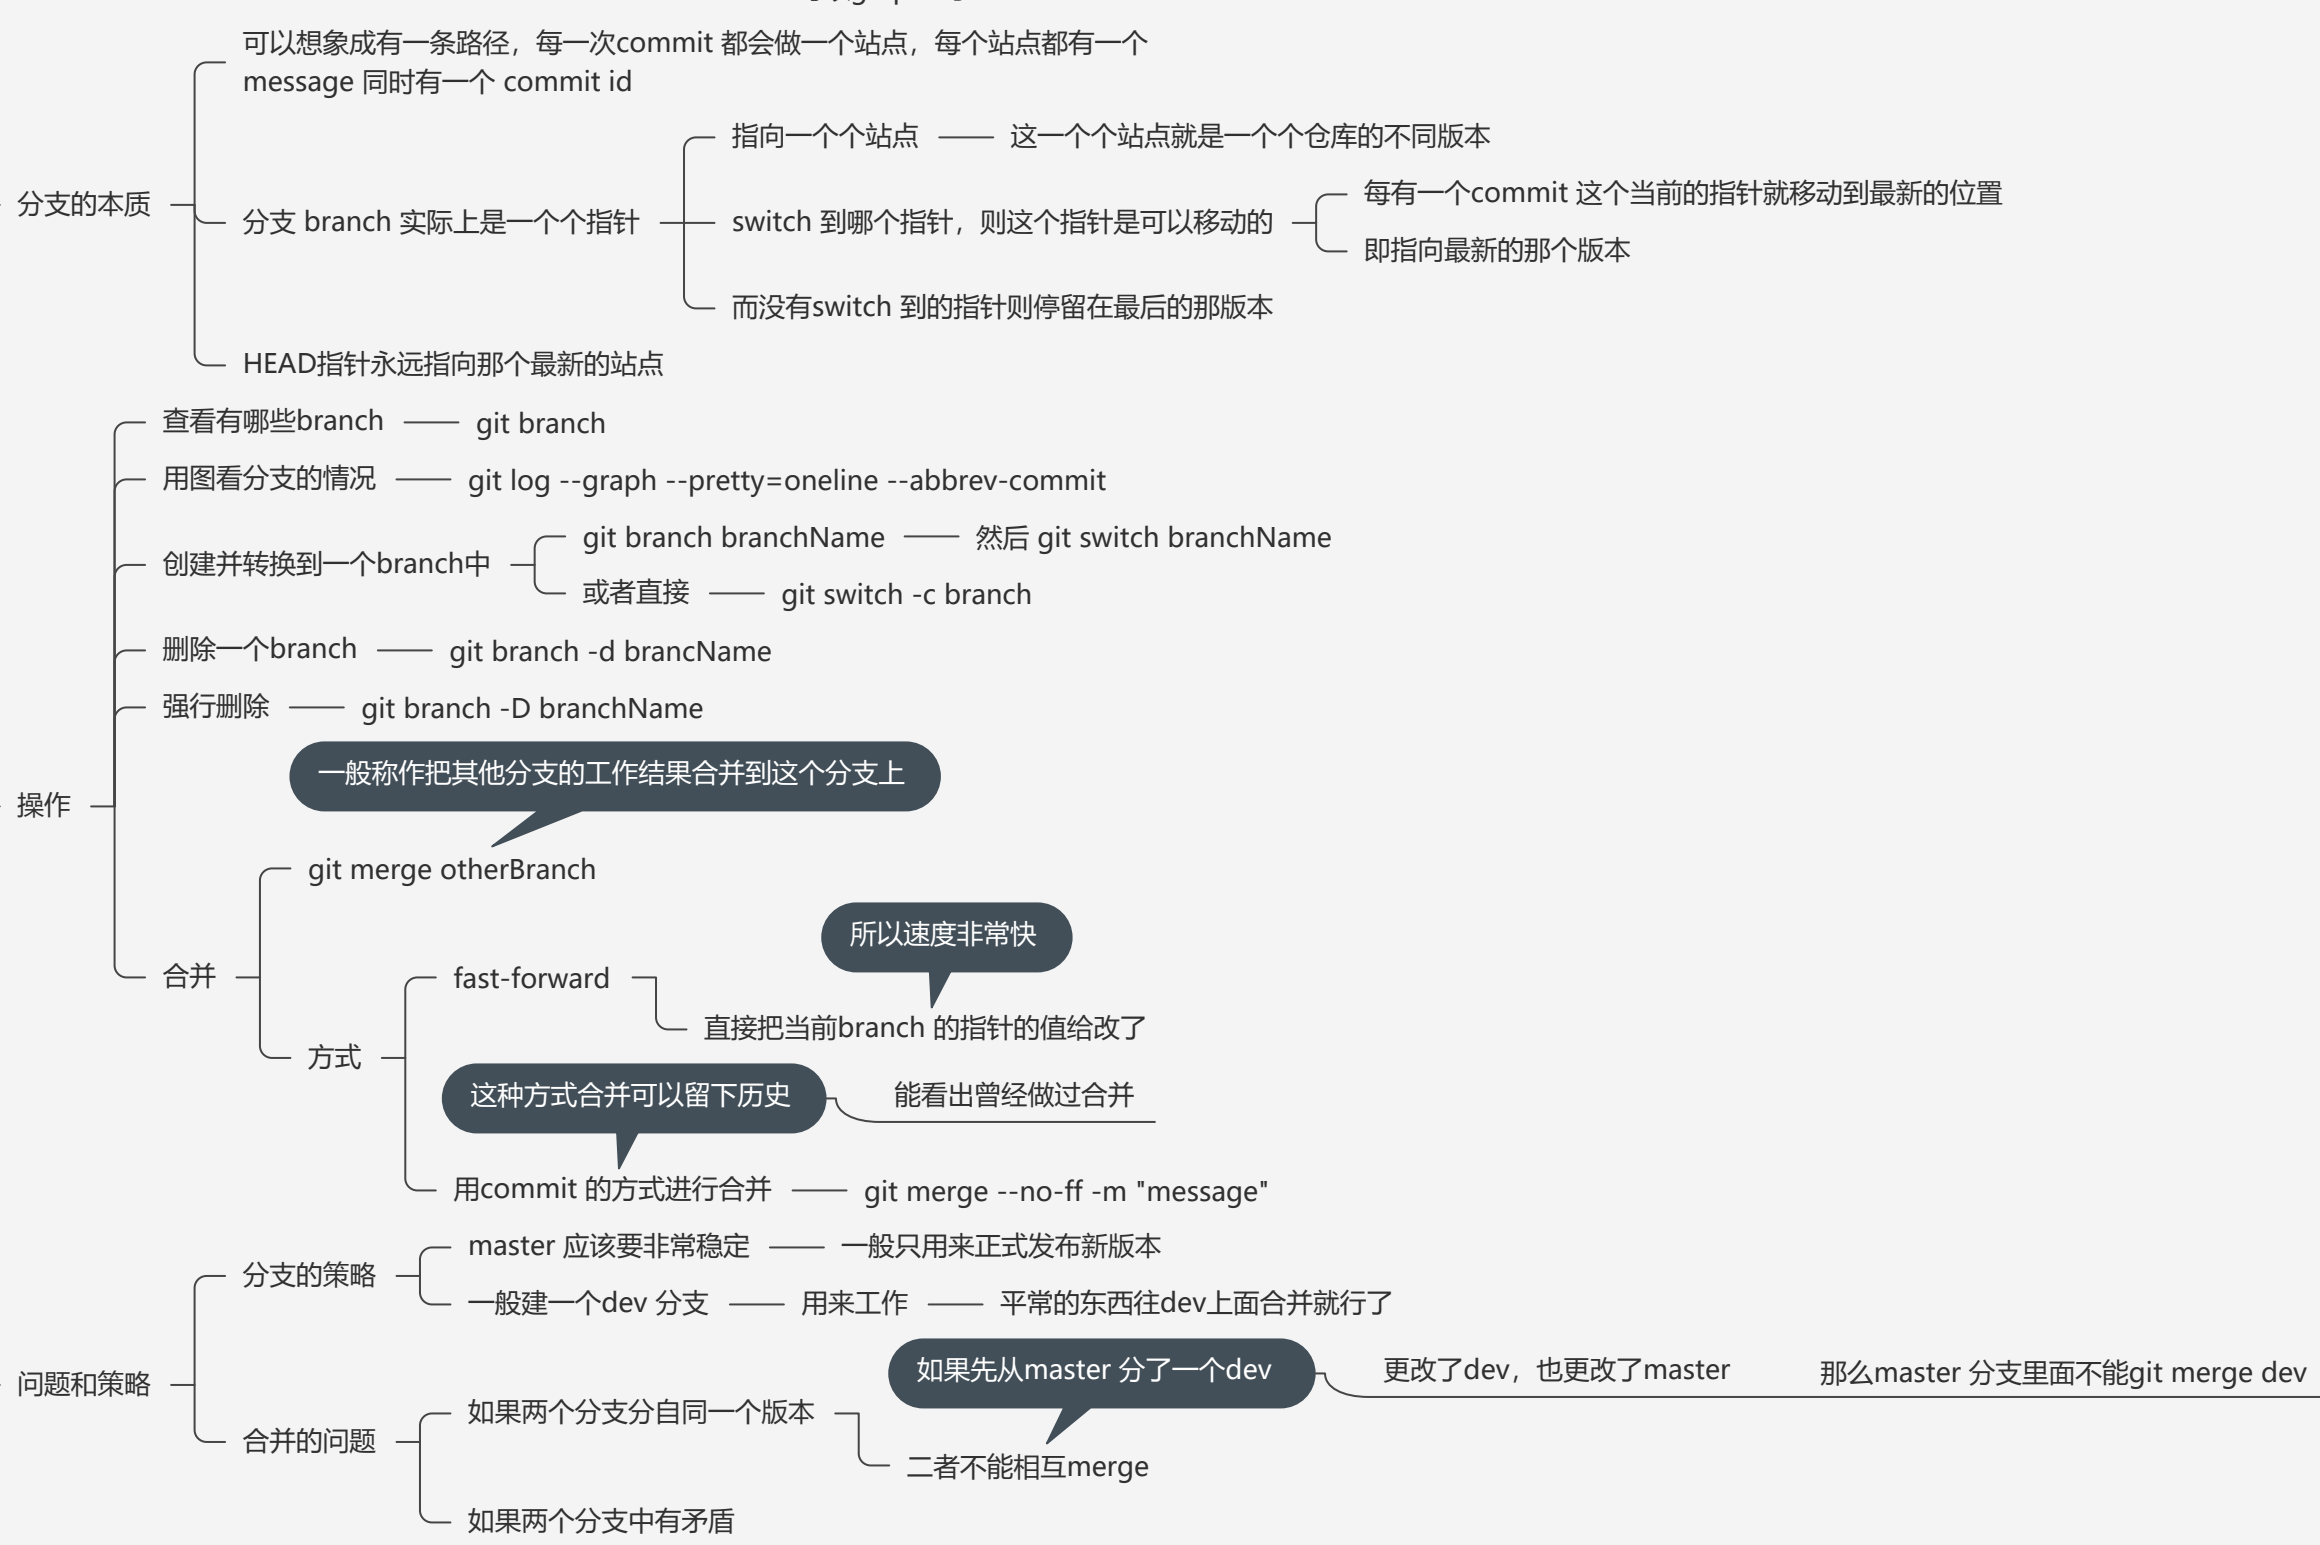 可以想象成有一条路径，每一次commit 都会做一个站点，每个站点都有一个
message 同时有一个 commit id
指向一个个站点
这一个个站点就是一个个仓库的不同版本
分支的本质
分支 branch 实际上是一个个指针
switch 到哪个指针，则这个指针是可以移动的
每有一个commit 这个当前的指针就移动到最新的位置
即指向最新的那个版本
而没有switch 到的指针则停留在最后的那版本
HEAD指针永远指向那个最新的站点
查看有哪些branch
git branch
用图看分支的情况
git log --graph --pretty=oneline --abbrev-commit
创建并转换到一个branch中
git branch branchName
然后 git switch branchName
或者直接
git switch -c branch
删除一个branch
git branch -d brancName
强行删除
git branch -D branchName
操作
一般称作把其他分支的工作结果合并到这个分支上
git merge otherBranch
合并
方式
fast-forward
所以速度非常快
直接把当前branch 的指针的值给改了
这种方式合并可以留下历史
能看出曾经做过合并
用commit 的方式进行合并
git merge --no-ff -m "message"
问题和策略
分支的策略
master 应该要非常稳定
一般只用来正式发布新版本
一般建一个dev 分支
用来工作
平常的东西往dev上面合并就行了
合并的问题
如果两个分支分自同一个版本
如果先从master 分了一个dev
更改了dev，也更改了master
那么master 分支里面不能git merge dev
二者不能相互merge
如果两个分支中有矛盾